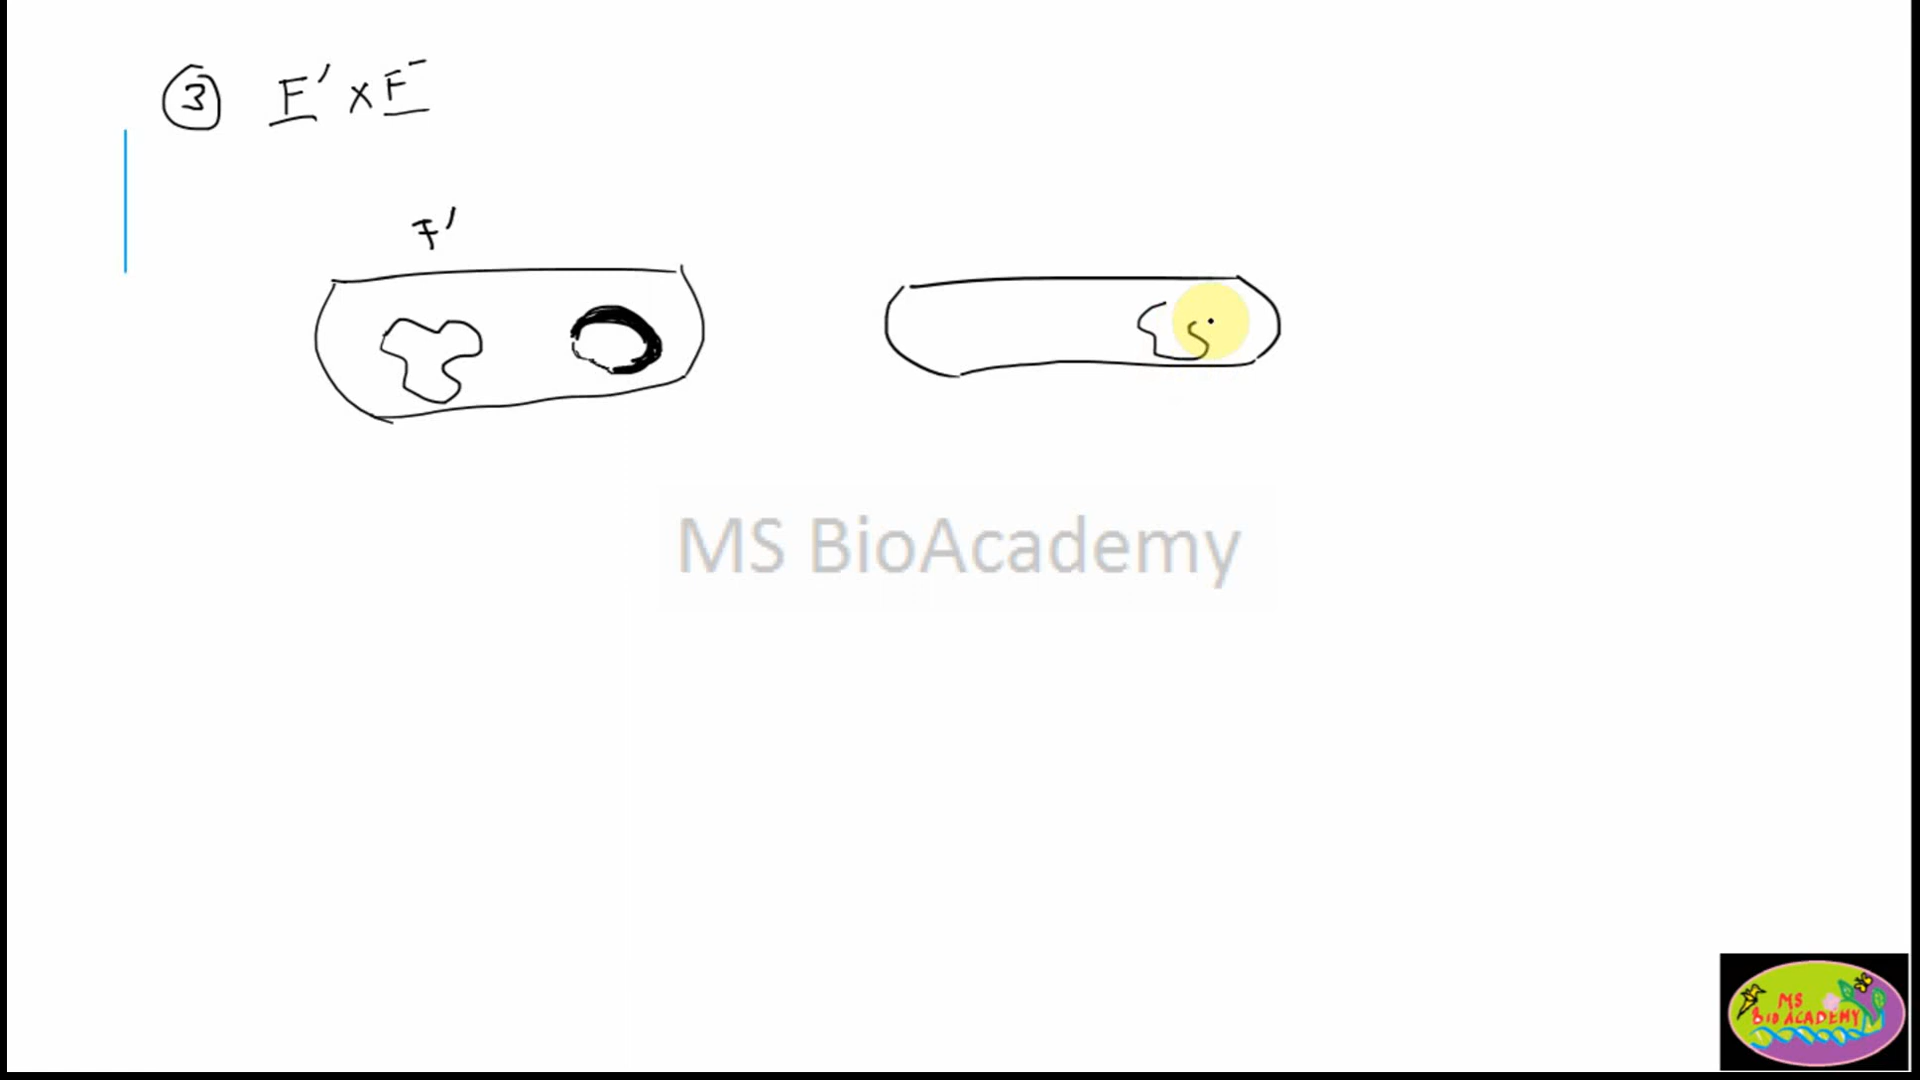 3 F' x F⁻
F'
MS BioAcademy
MS
BIO ACADEMY